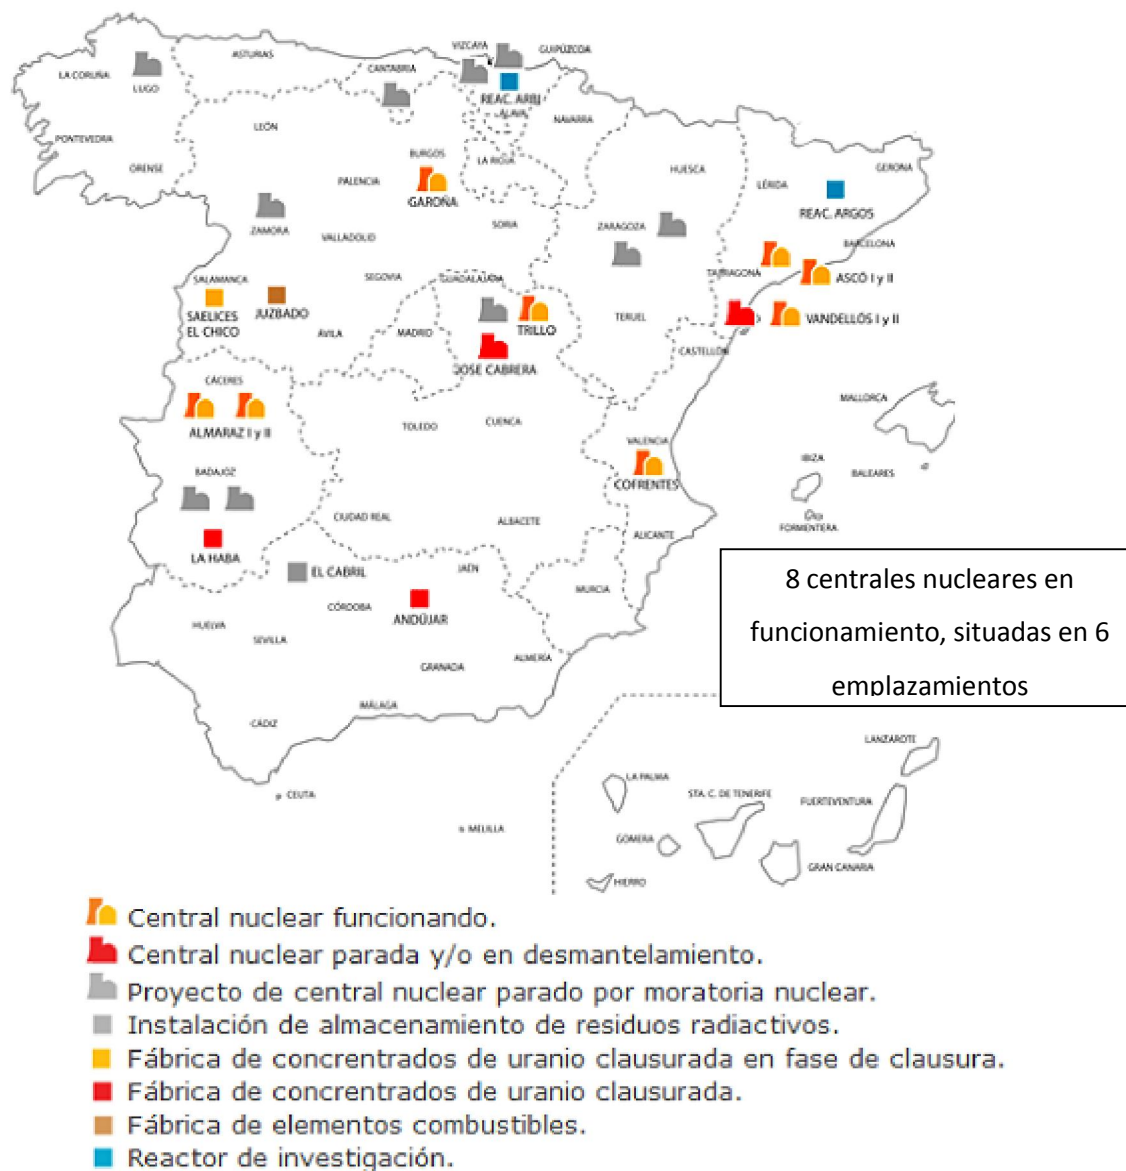 VIZCAYA
GUIPÚZCOA
ASTURIAS
CANTABRIA
LA CORUÑA
LUGO
REAC. ARBI
ALAVA
NAVARRA
LEÓN
PONTEVEDRA
ORENSE
BURGOS
LA RIOJA
HUESCA
GERONA
PALENCIA
LÉRIDA
GAROÑA
REAC. ARGOS
ZAMORA
VALLADOLID
SORIA
ZARAGOZA
BARCELONA
SALAMANCA
SEGOVIA
GUADALAJARA
TARRAGONA
ASCÓ I y II
SAELICES
EL CHICO
JUZBADO
AVILA
MADRID
TRILLO
TERUEL
VANDELLÓS I y II
JOSE CABRERA
CASTELLÓN
CÁCERES
MALLORCA
ALMARAZ I y II
TOLEDO
CUENCA
VALENCIA
IBIZA
BALEARES
BADAJOZ
COFRENTES
CIUDAD REAL
ALBACETE
ALICANTE
FORMENTERA
LA HABA
EL CABRIL
JAÉN
MURCIA
CÓRDOBA
ANDÚJAR
HUELVA
SEVILLA
GRANADA
ALMERÍA
MÁLAGA
CÁDIZ
CEUTA
MELILLA
8 centrales nucleares en
funcionamiento, situadas en 6
emplazamientos
LANZAROTE
LA PALMA
STA. C. DE TENERIFE
FUERTEVENTURA
GOMERA
GRAN CANARIA
HIERRO
Central nuclear funcionando.
Central nuclear parada y/o en desmantelamiento.
Proyecto de central nuclear parado por moratoria nuclear.
Instalación de almacenamiento de residuos radiactivos.
Fábrica de concrentrados de uranio clausurada en fase de clausura.
Fábrica de concrentrados de uranio clausurada.
Fábrica de elementos combustibles.
Reactor de investigación.